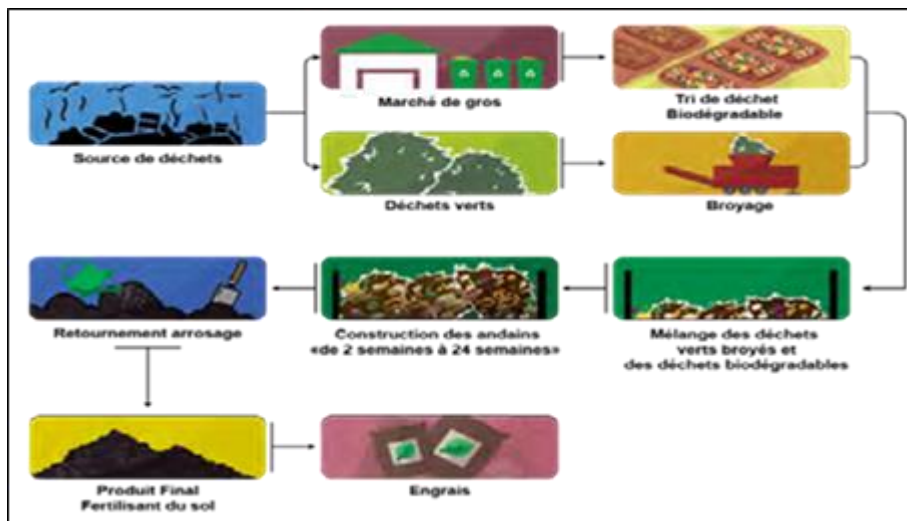 Marché de gros
Tri de déchet
Biodégradable
Source de déchets
Déchets verts
Broyage
Retournement arrosage
Construction des andains
«de 2 semaines à 24 semaines»
Mélange des déchets
verts broyés et
des déchets biodégradables
Produit Final
Fertilisant du sol
Engrais